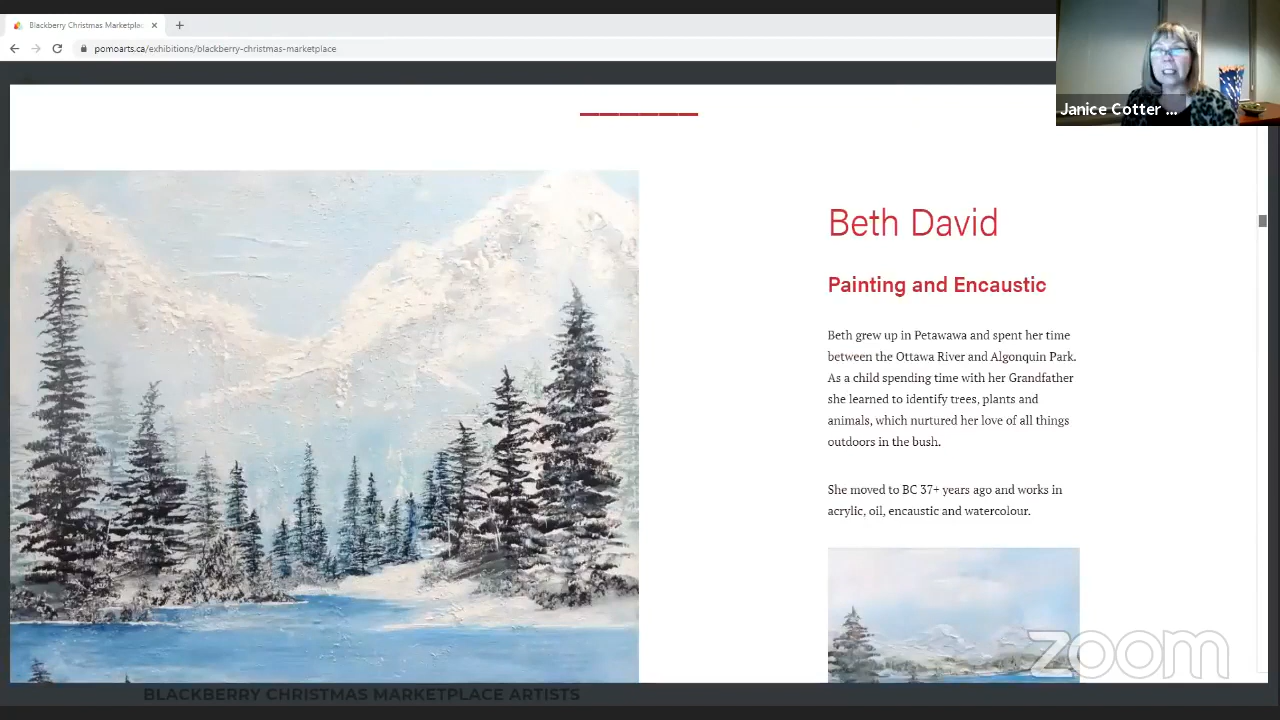 Blackberry Christmas Marketplac
pomoarts.ca/exhibitions/blackberry-christmas-marketplace
Janice Cotter ...
Beth David
Painting and Encaustic
Beth grew up in Petawawa and spent her time
between the Ottawa River and Algonquin Park.
As a child spending time with her Grandfather
she learned to identify trees, plants and
animals, which nurtured her love of all things
outdoors in the bush.
She moved to BC 37+ years ago and works in
acrylic, oil, encaustic and watercolour.
zoom
BLACKBERRY CHRISTMAS MARKETPLACE ARTISTS